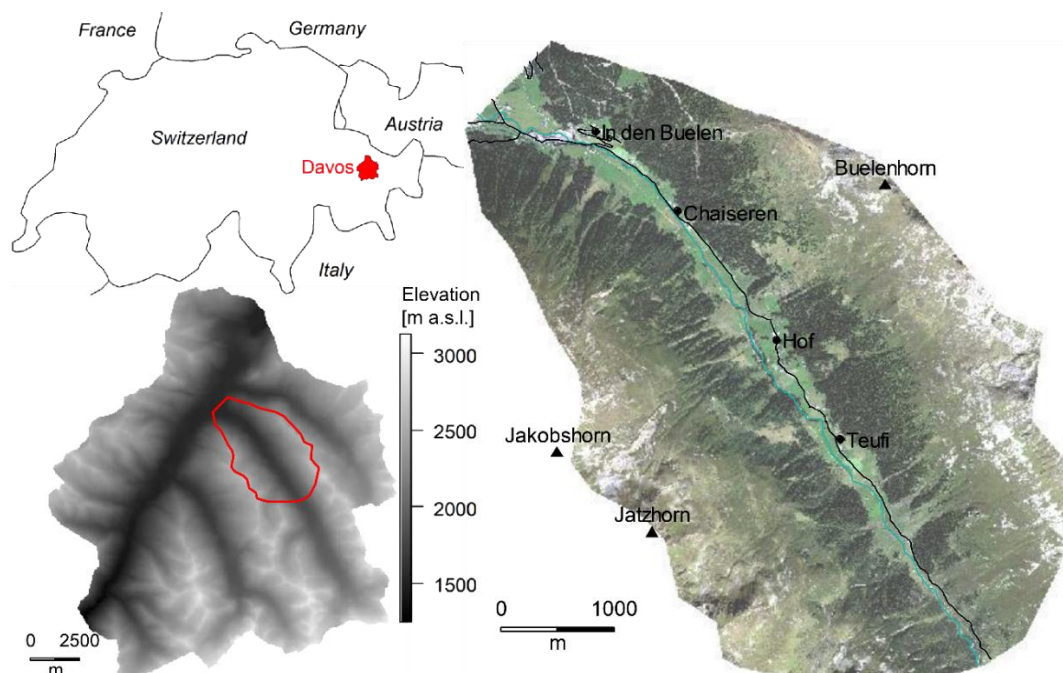 France
Germany
Switzerland
Austria
Davos
Italy
Elevation
[m a.s.l.]
3000
2500
2000
1500
0 2500
m
In den Buelen
Buelenhorn
Chaiseren
Hof
Jakobshorn
Teufi
Jatzhorn
0 1000
m